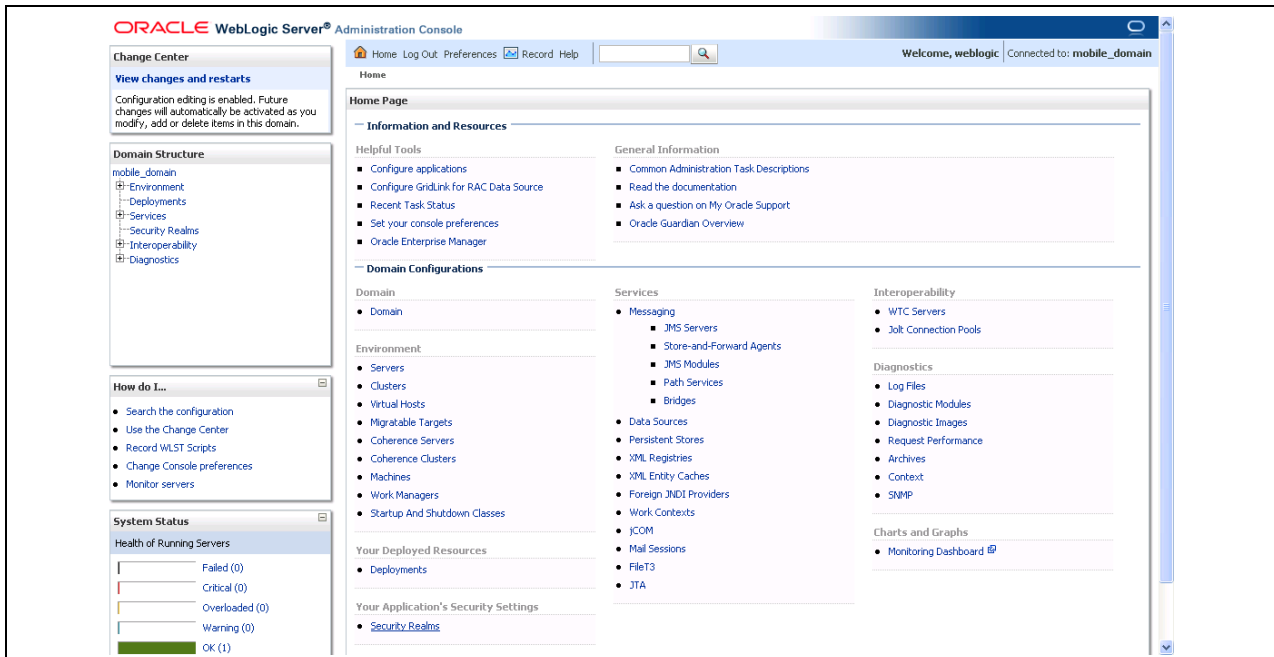 ORACLE WebLogic Server® Administration Console
Change Center
View changes and restarts
Configuration editing is enabled. Future
changes will automatically be activated as you
modify, add or delete items in this domain.
Domain Structure
mobile_domain
Environment
Deployments
Services
Security Realms
Interoperability
Diagnostics
How do I...
Search the configuration
Use the Change Center
Record WLST Scripts
Change Console preferences
Monitor servers
System Status
Health of Running Servers
Failed (0)
Critical (0)
Overloaded (0)
Warning (0)
OK (1)
Home Log Out Preferences Record Help
Welcome, weblogic Connected to: mobile_domain
Home
Home Page
Information and Resources
Helpful Tools
Configure applications
Configure GridLink for RAC Data Source
Recent Task Status
Set your console preferences
Oracle Enterprise Manager
General Information
Common Administration Task Descriptions
Read the documentation
Ask a question on My Oracle Support
Oracle Guardian Overview
Domain Configurations
Domain
Domain
Environment
Servers
Clusters
Virtual Hosts
Migratable Targets
Coherence Servers
Coherence Clusters
Machines
Work Managers
Startup And Shutdown Classes
Your Deployed Resources
Deployments
Your Application's Security Settings
Security Realms
Services
Messaging
JMS Servers
Store-and-Forward Agents
JMS Modules
Path Services
Bridges
Data Sources
Persistent Stores
XML Registries
XML Entity Caches
Foreign JNDI Providers
Work Contexts
jCOM
Mail Sessions
FileT3
JTA
Interoperability
WTC Servers
Jolt Connection Pools
Diagnostics
Log Files
Diagnostic Modules
Diagnostic Images
Request Performance
Archives
Context
SNMP
Charts and Graphs
Monitoring Dashboard